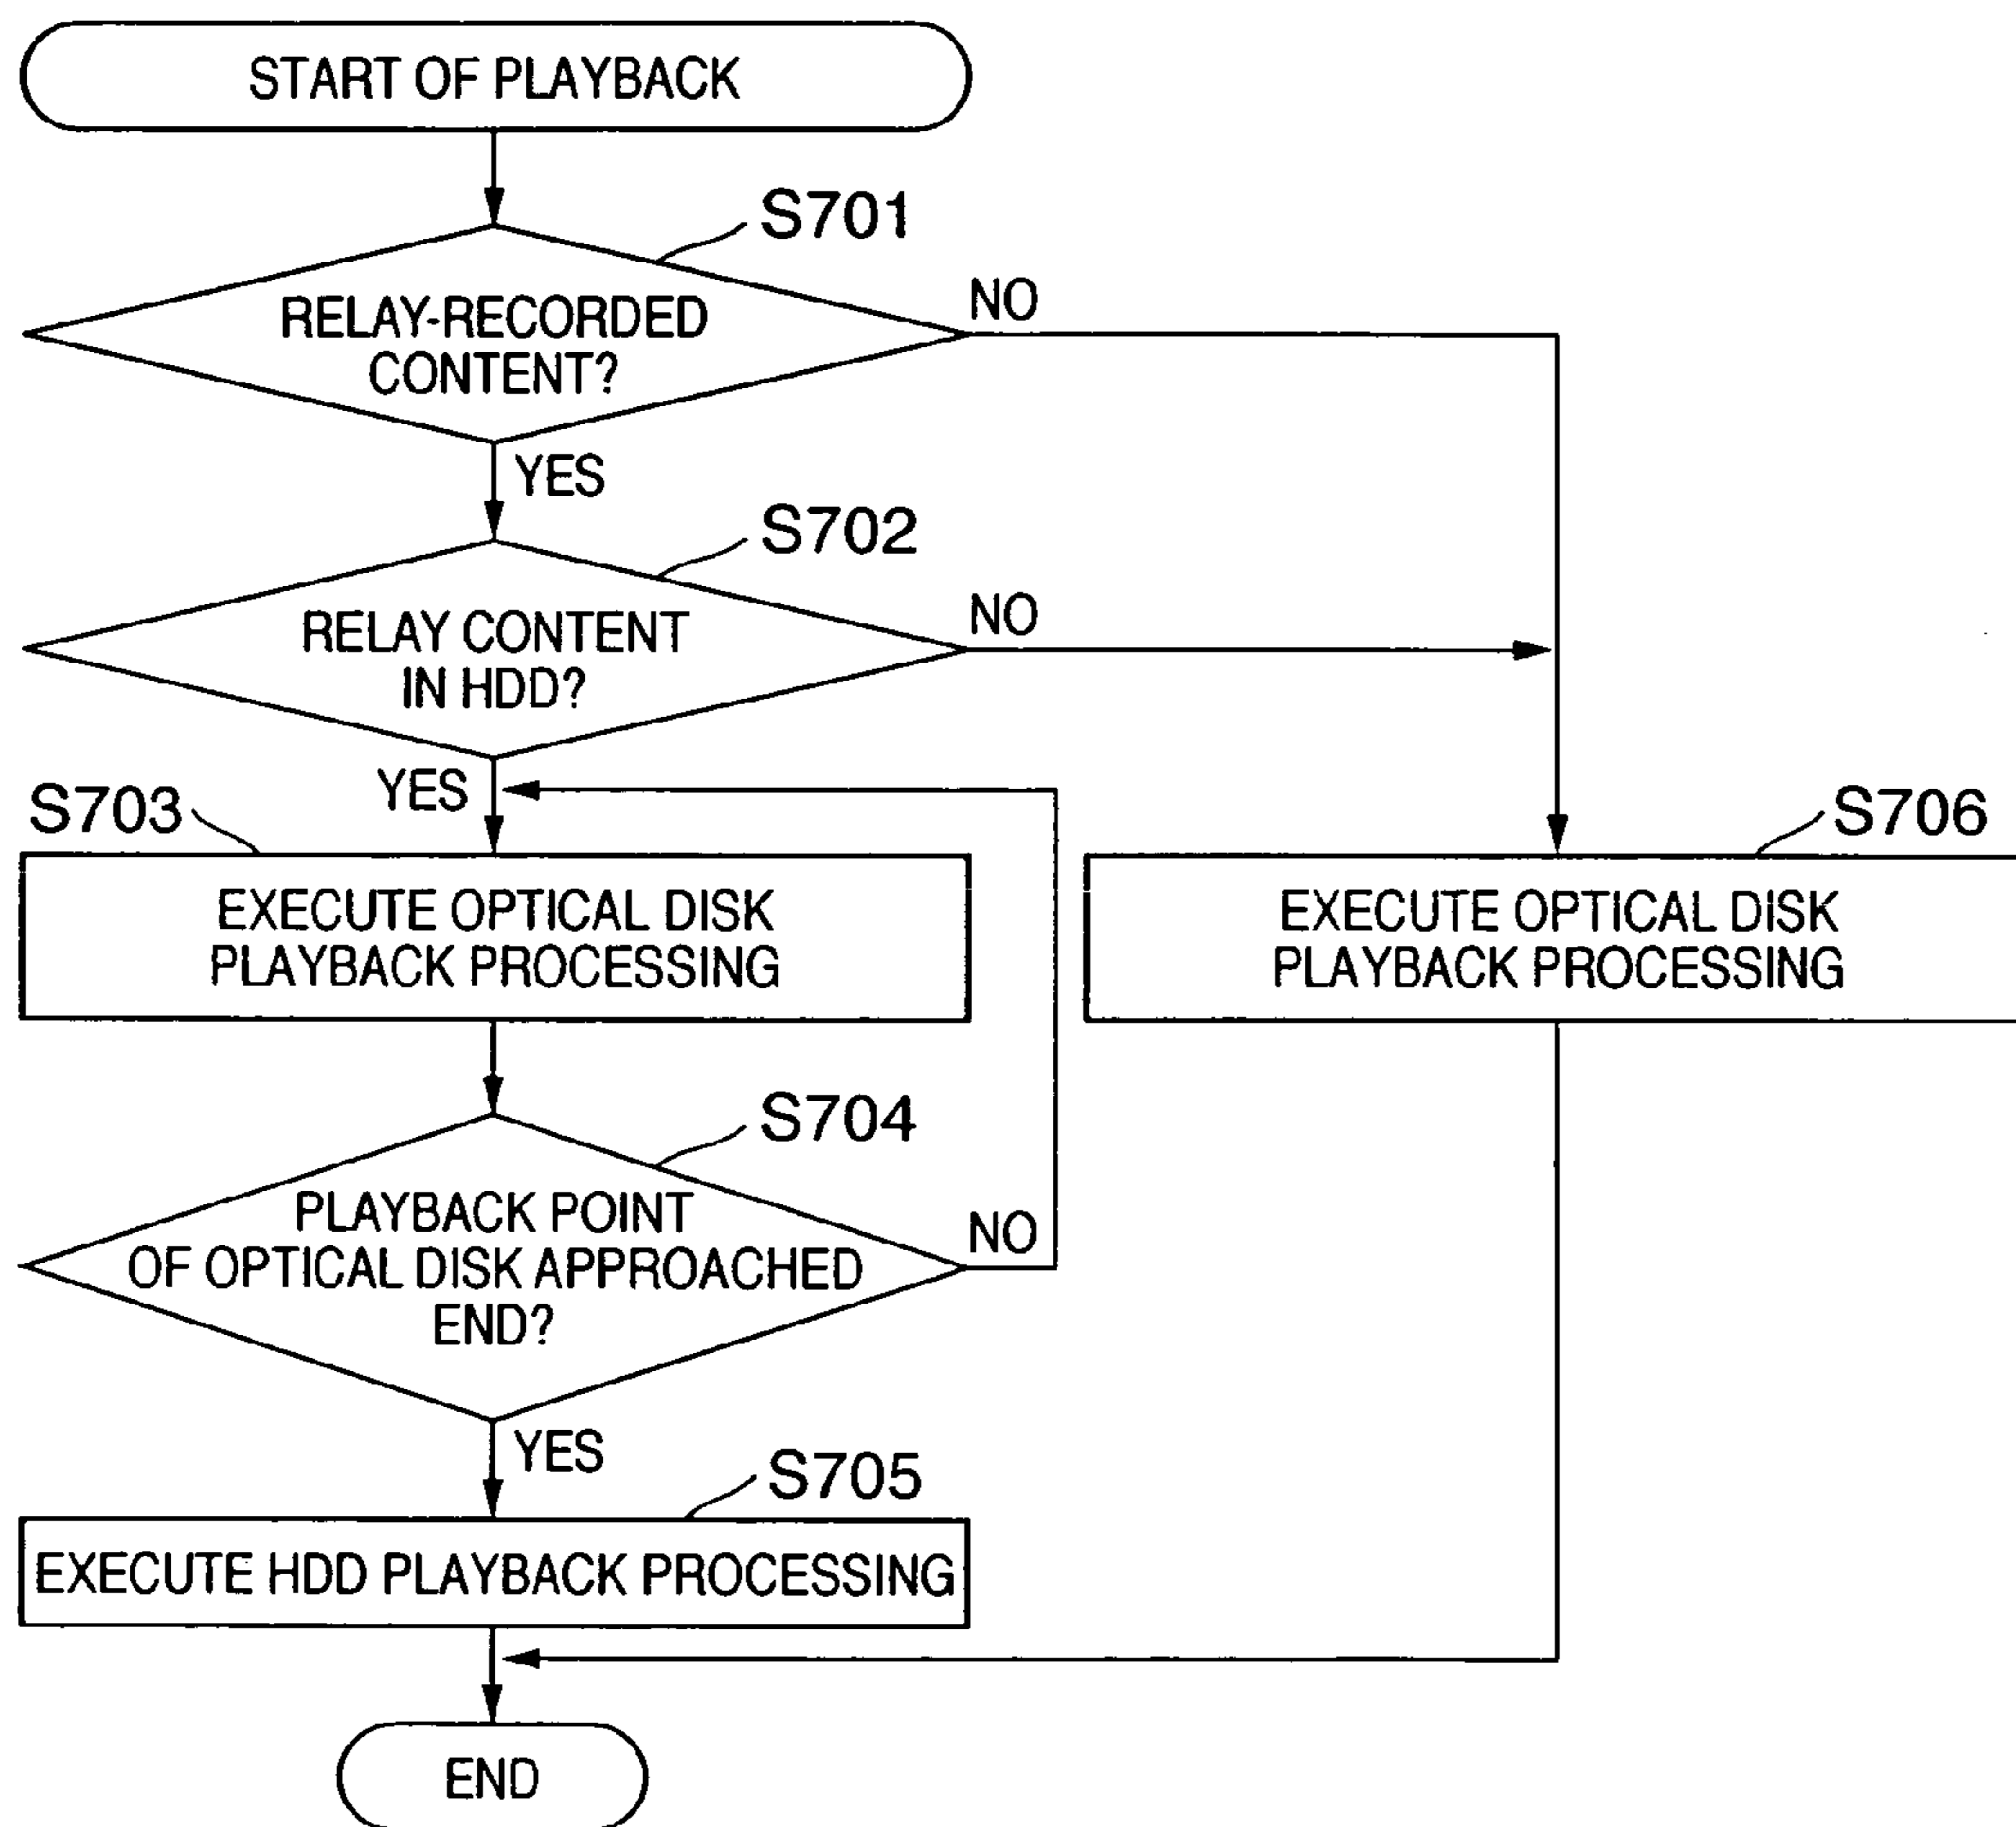 START OF PLAYBACK
S701
RELAY-RECORDED
CONTENT?
NO
YES
S702
RELAY CONTENT
IN HDD?
NO
YES
S703
EXECUTE OPTICAL DISK
PLAYBACK PROCESSING
S706
EXECUTE OPTICAL DISK
PLAYBACK PROCESSING
S704
PLAYBACK POINT
OF OPTICAL DISK APPROACHED
END?
NO
YES
S705
EXECUTE HDD PLAYBACK PROCESSING
END